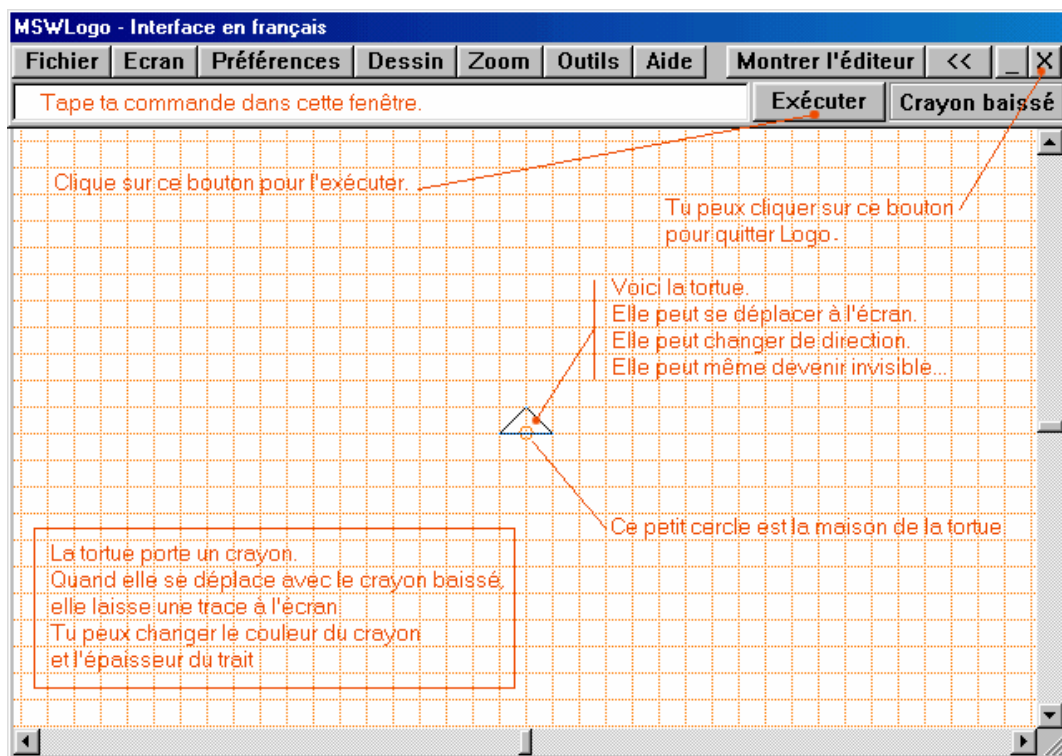 MSWLogo - Interface en français
Fichier Ecran Préférences Dessin Zoom Outils Aide Montrer l'éditeur << _ X
Tape ta commande dans cette fenêtre. Exécuter Crayon baissé
Clique sur ce bouton pour l'exécuter.
Tu peux cliquer sur ce bouton
pour quitter Logo.
Voici la tortue.
Elle peut se déplacer à l'écran.
Elle peut changer de direction.
Elle peut même devenir invisible...
Ce petit cercle est la maison de la tortue
La tortue porte un crayon.
Quand elle se déplace avec le crayon baissé,
elle laisse une trace à l'écran
Tu peux changer le couleur du crayon
et l'épaisseur du trait